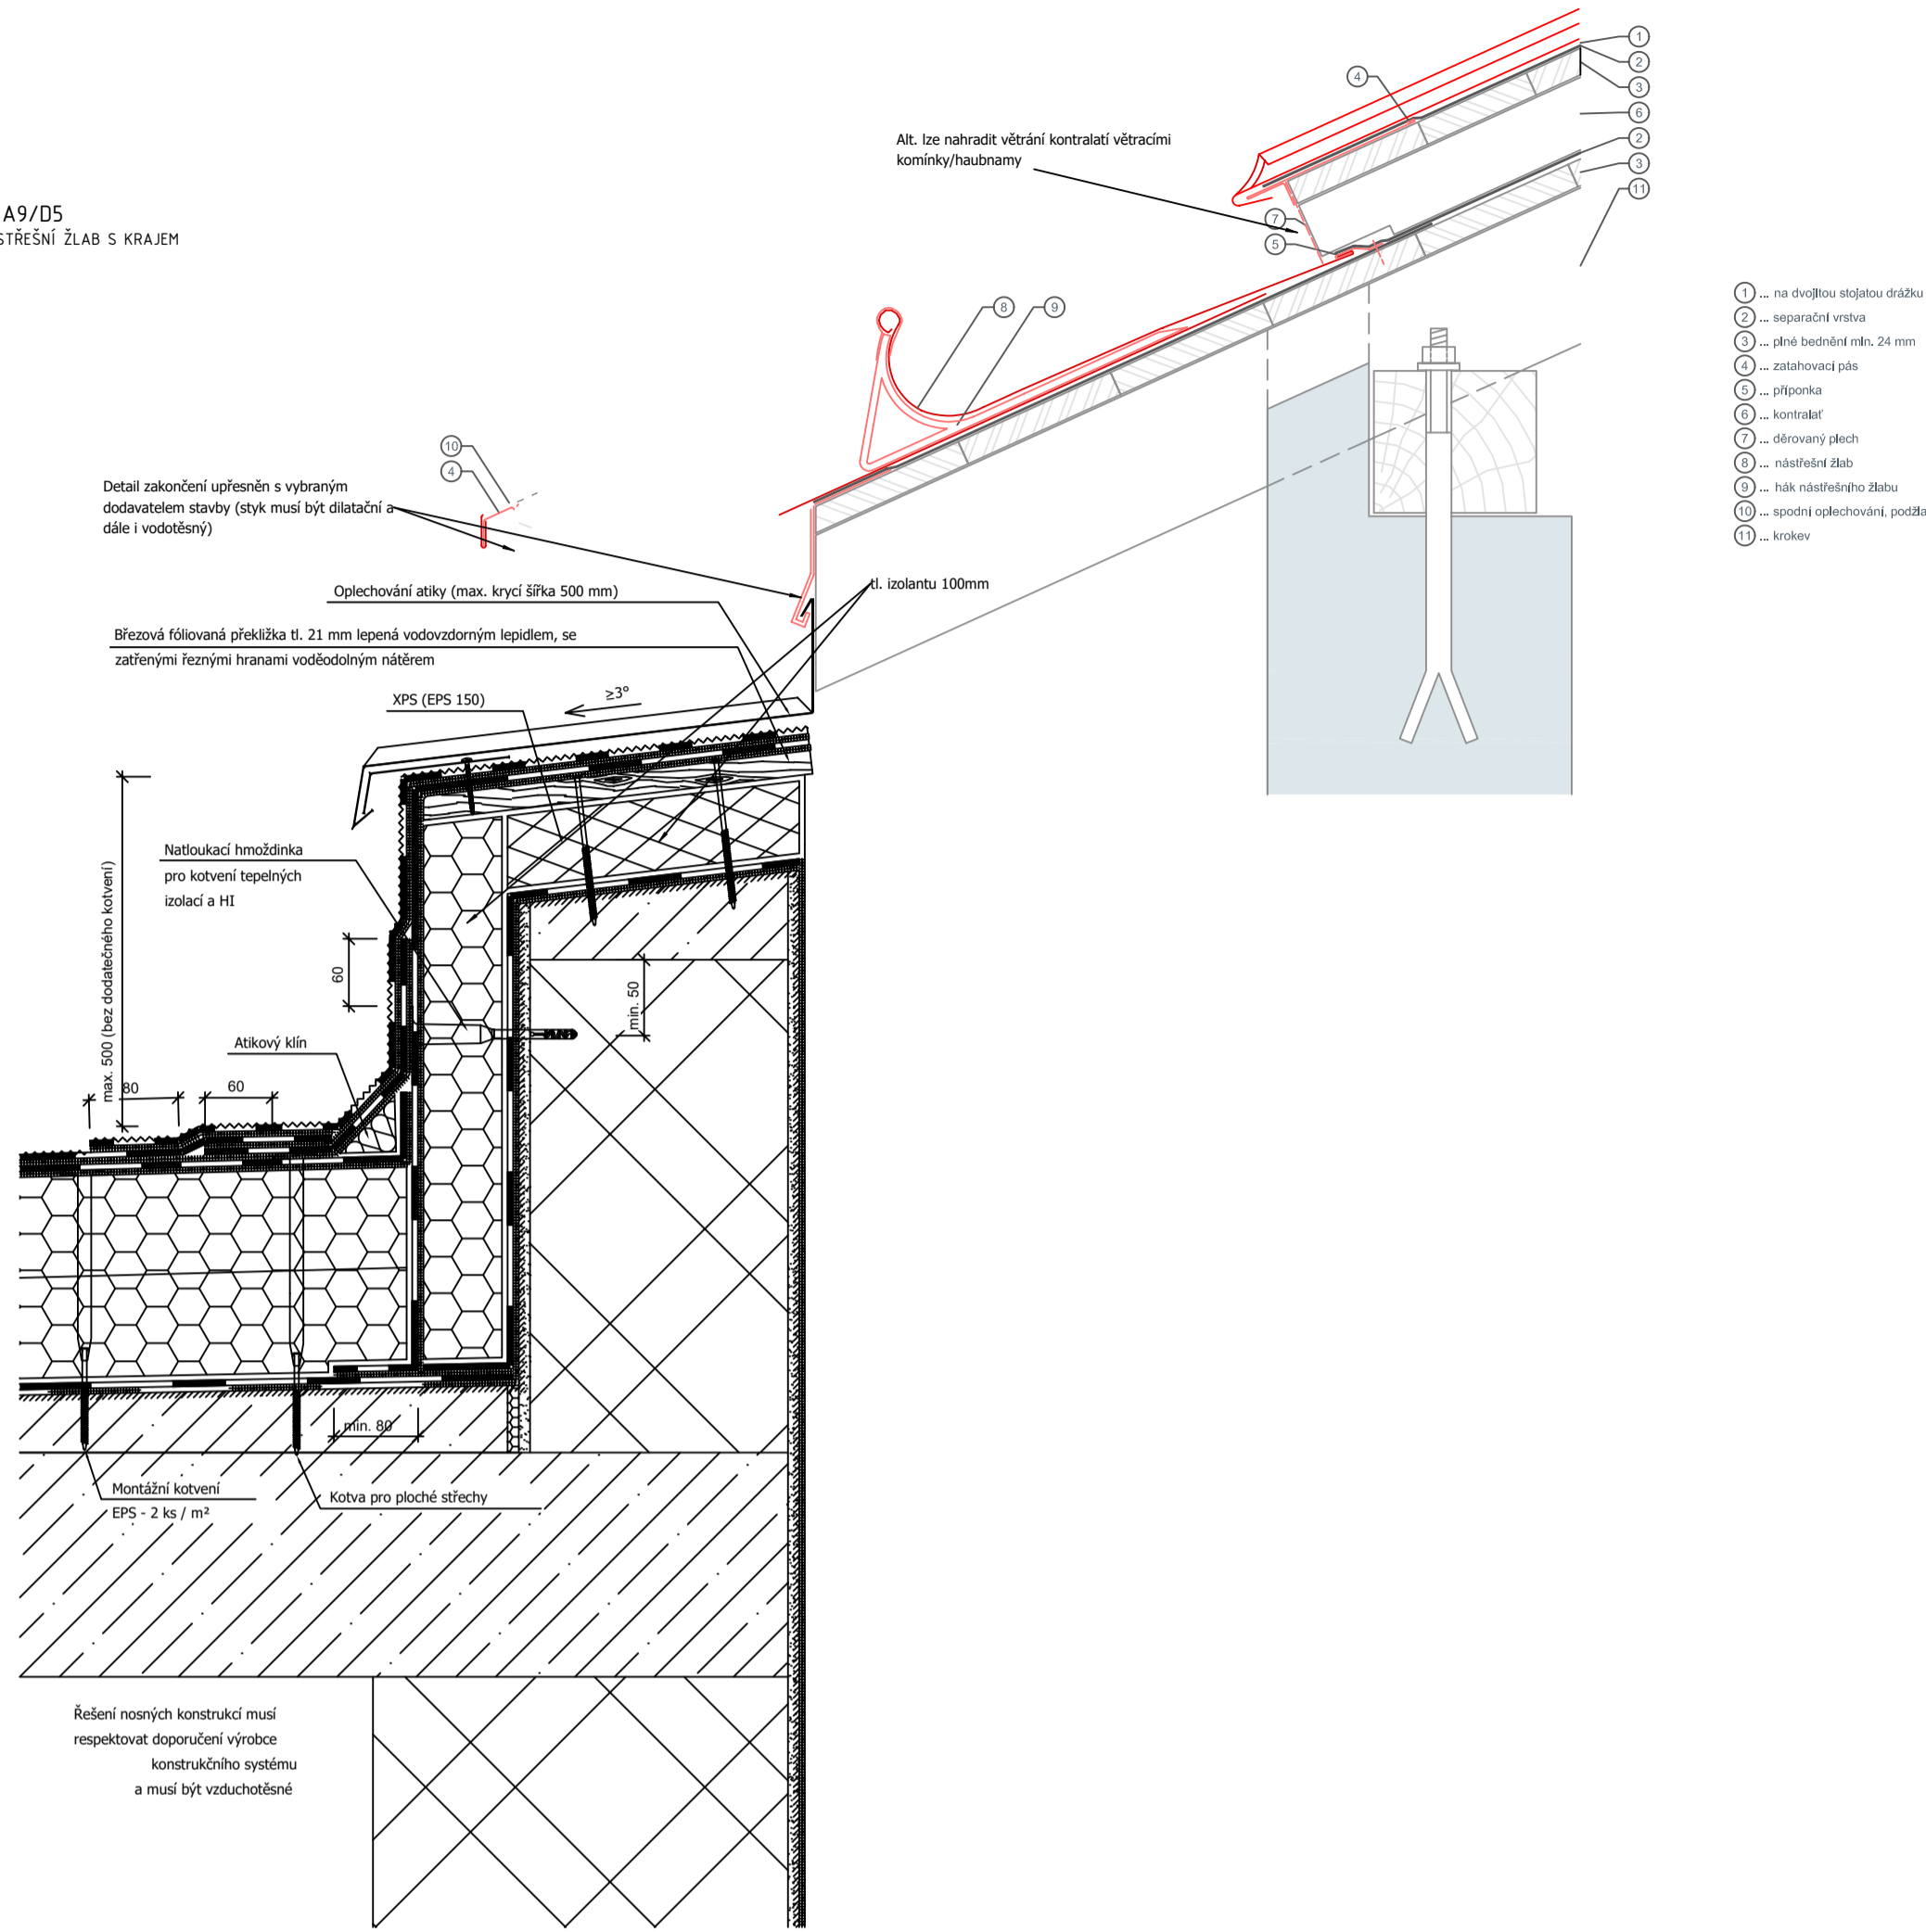 A9/D5
STŘEŠNÍ ŽLAB S KRAJEM
Alt. lze nahradit větrání kontralatí větracími
komínky/haubnamy
1
2
3
4
6
2
3
11
7
5
8
9
10
4
1 ... na dvojitou stojatou drážku
2 ... separační vrstva
3 ... plné bednění min. 24 mm
4 ... zatahovací pás
5 ... příponka
6 ... kontralať
7 ... děrovaný plech
8 ... nástřešní žlab
9 ... hák nástřešního žlabu
10 ... spodní oplechování, podžla
11 ... krokev
Detail zakončení upřesněn s vybraným
dodavatelem stavby (styk musí být dilatační a
dále i vodotěsný)
Oplechování atiky (max. krycí šířka 500 mm)
tl. izolantu 100mm
Březová fóliovaná překližka tl. 21 mm lepená vodovzdorným lepidlem, se
zatřenými řeznými hranami voděodolným nátěrem
XPS (EPS 150)
≥3°
max. 500 (bez dodatečného kotvení)
Natloukací hmoždinka
pro kotvení tepelných
izolací a HI
60
min. 50
Atikový klín
80
60
min. 80
Montážní kotvení
EPS - 2 ks / m²
Kotva pro ploché střechy
Řešení nosných konstrukcí musí
respektovat doporučení výrobce
konstrukčního systému
a musí být vzduchotěsné